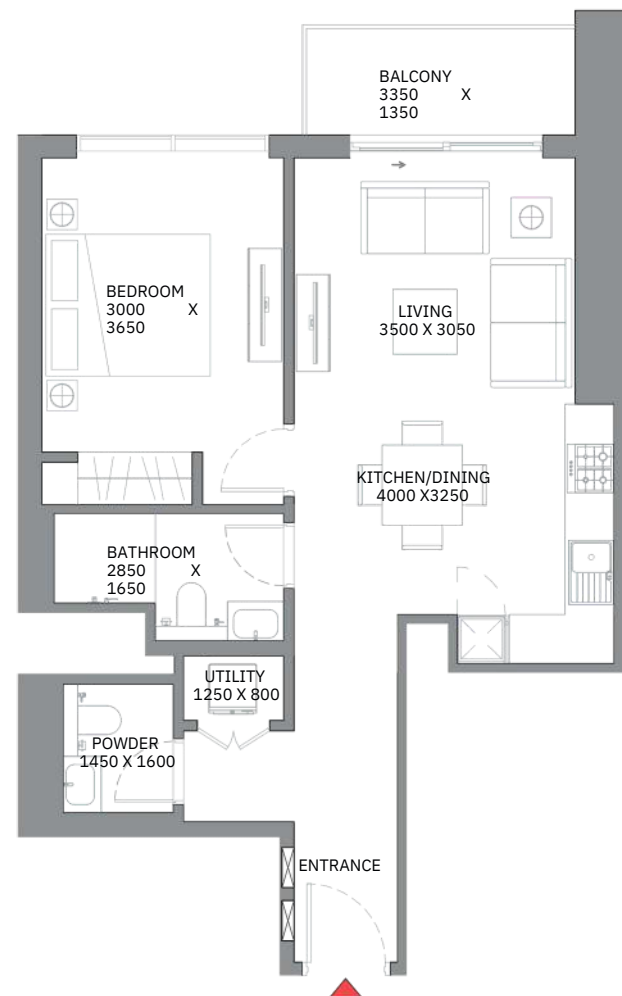 BALCONY
3350 X
1350
BEDROOM
3000 X
3650
LIVING
3500 X 3050
KITCHEN/DINING
4000 X3250
BATHROOM
2850 X
1650
UTILITY
1250 X 800
POWDER
1450 X 1600
ENTRANCE